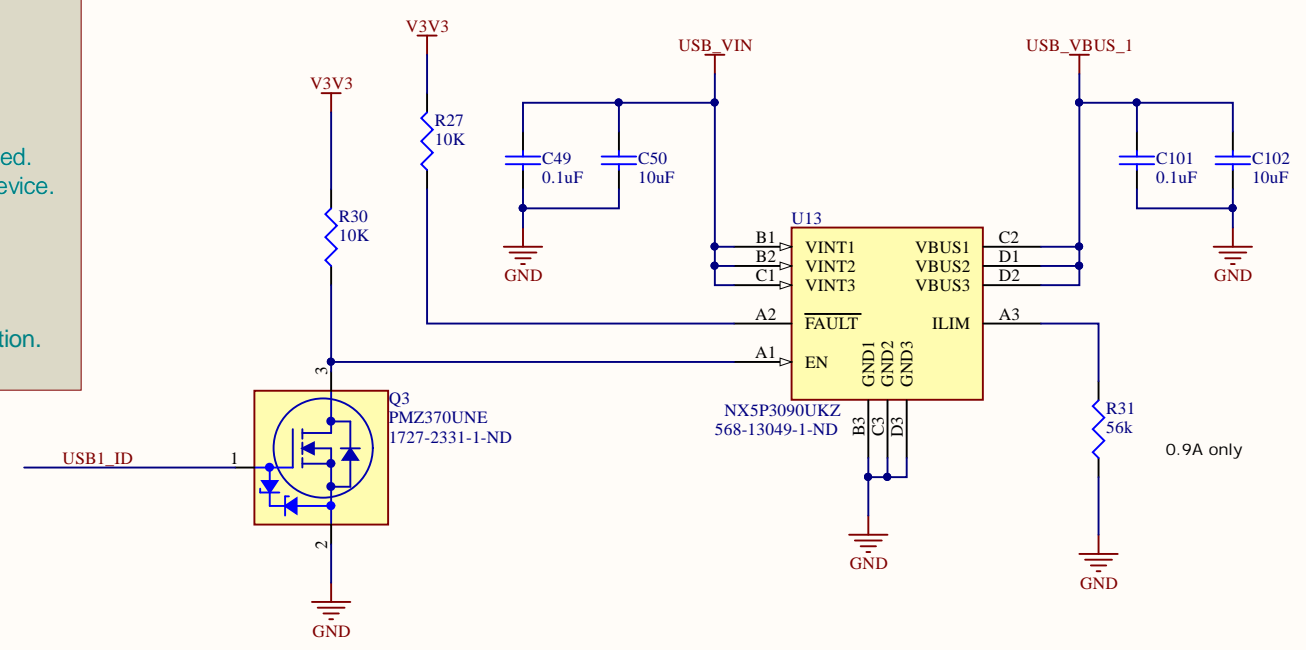 ed.
evice.
tion.
V3V3
V3V3
R27
10K
R30
10K
USB_VIN
C49
0.1uF
C50
10uF
GND
USB_VBUS_1
C101
0.1uF
C102
10uF
GND
U13
B1
VINT1
B2
VINT2
C1
VINT3
A2
FAULT
A1
EN
VBUS1
C2
VBUS2
D1
VBUS3
D2
ILIM
A3
GND1
GND2
GND3
B3
C3
D3
NX5P3090UKZ
568-13049-1-ND
GND
R31
56k
0.9A only
GND
3
Q3
PMZ370UNE
1727-2331-1-ND
USB1_ID
1
2
GND